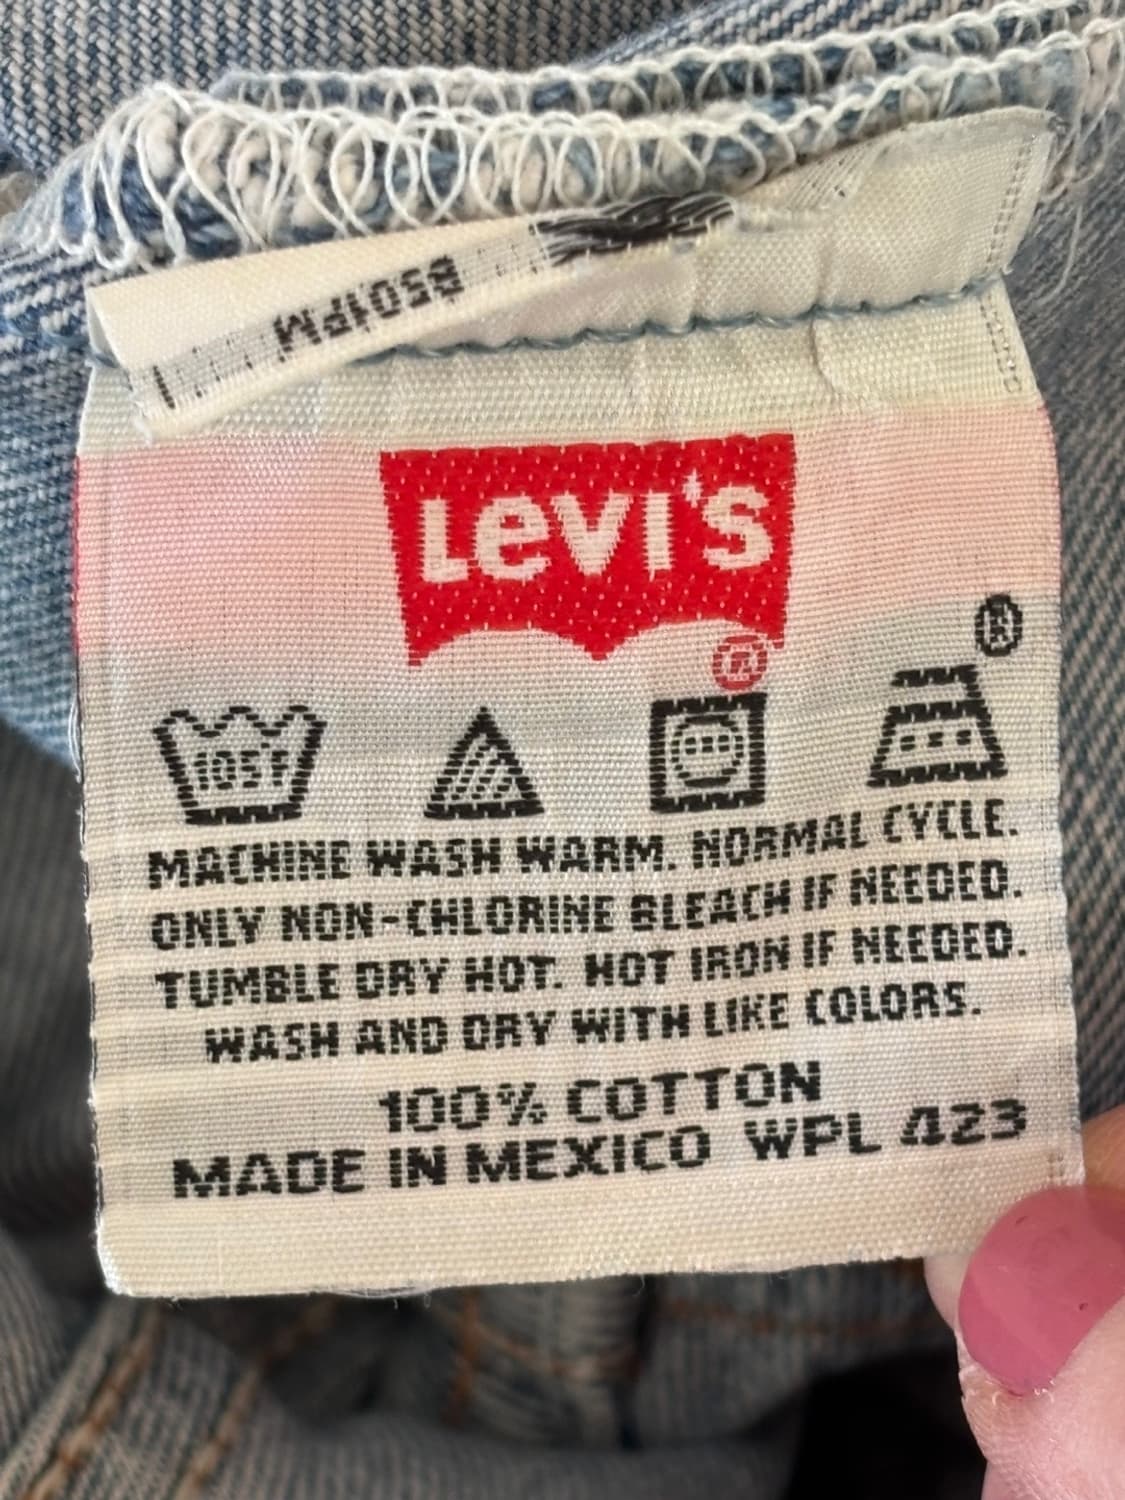 Levi's
®
®
105°F
MACHINE WASH WARM. NORMAL CYCLE.
ONLY NON-CHLORINE BLEACH IF NEEDED.
TUMBLE DRY HOT. HOT IRON IF NEEDED.
WASH AND DRY WITH LIKE COLORS.
100% COTTON
MADE IN MEXICO WPL 423